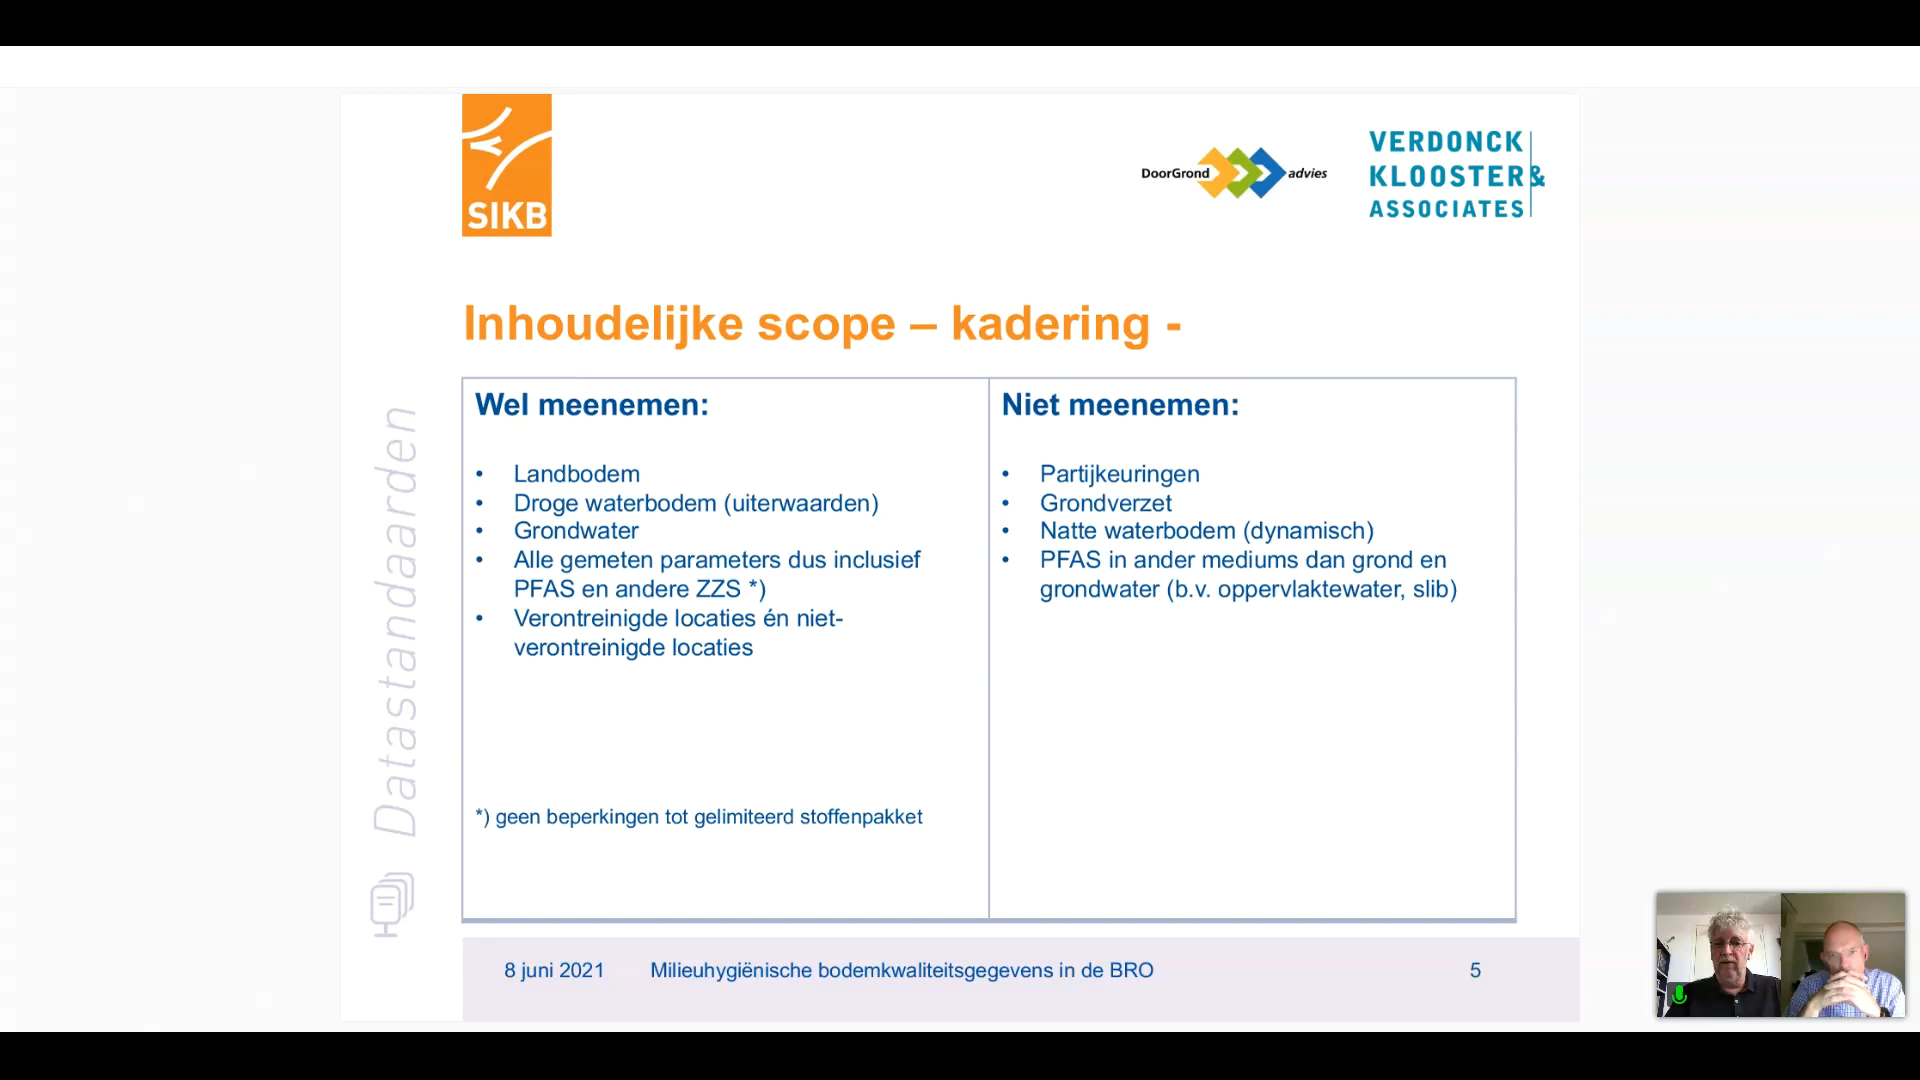 SIKB
DoorGrond advies
VERDONCK
KLOOSTER&
ASSOCIATES
Inhoudelijke scope – kadering -
Datastandaarden
Wel meenemen:
• Landbodem
• Droge waterbodem (uiterwaarden)
• Grondwater
• Alle gemeten parameters dus inclusief
PFAS en andere ZZS *)
• Verontreinigde locaties én niet-
verontreinigde locaties
*) geen beperkingen tot gelimiteerd stoffenpakket
Niet meenemen:
• Partijkeuringen
• Grondverzet
• Natte waterbodem (dynamisch)
• PFAS in ander mediums dan grond en
grondwater (b.v. oppervlaktewater, slib)
8 juni 2021 Milieuhygiënische bodemkwaliteitsgegevens in de BRO 5